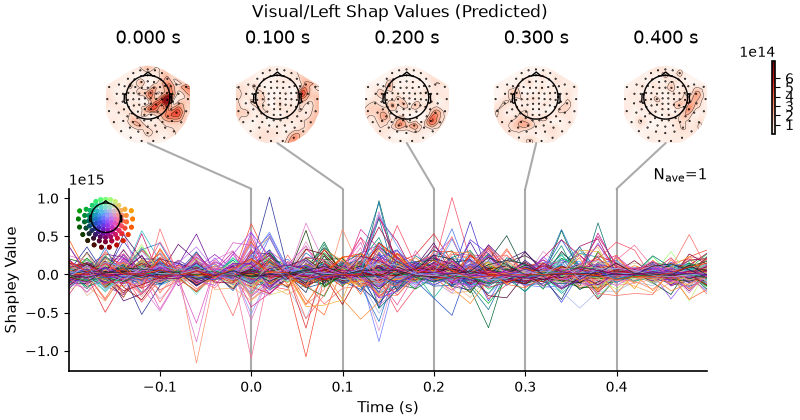 Visual/Left Shap Values (Predicted)
0.000 s 0.100 s 0.200 s 0.300 s 0.400 s
1e14
6
5
4
3
2
1
Nave=1
1e15
1.0
0.5
0.0
−0.5
−1.0
Shapley Value
−0.1 0.0 0.1 0.2 0.3 0.4
Time (s)